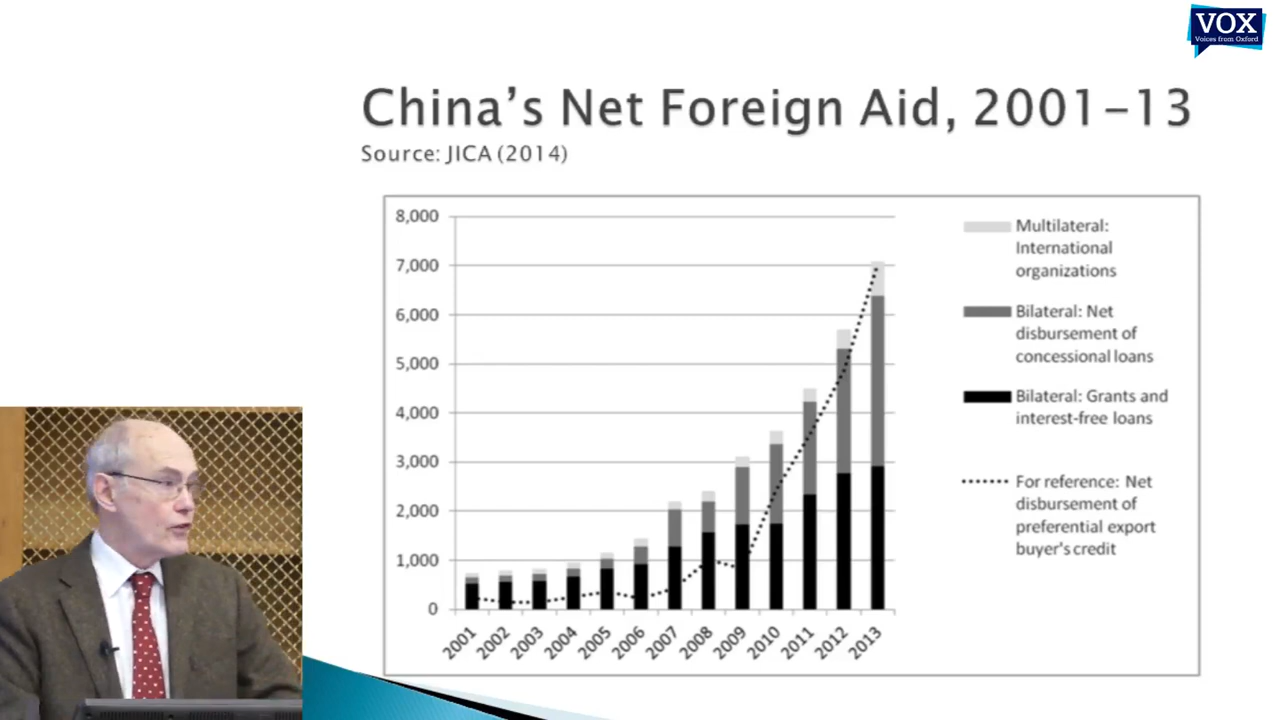 VOX
Voices from Oxford
China's Net Foreign Aid, 2001-13
Source: JICA (2014)
8,000
7,000
6,000
5,000
4,000
3,000
2,000
1,000
0
2001 2002 2003 2004 2005 2006 2007 2008 2009 2010 2011 2012 2013
Multilateral:
International
organizations
Bilateral: Net
disbursement of
concessional loans
Bilateral: Grants and
interest-free loans
For reference: Net
disbursement of
preferential export
buyer's credit